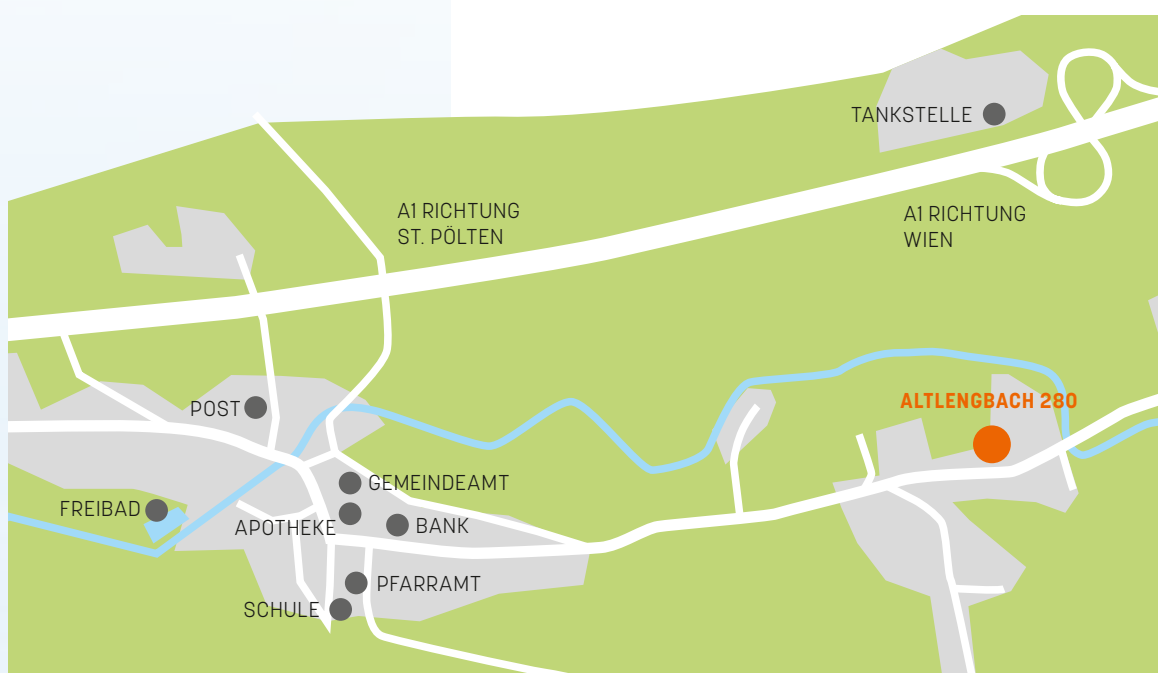 TANKSTELLE
A1 RICHTUNG
ST. PÖLTEN
A1 RICHTUNG
WIEN
ALTLENGBACH 280
POST
GEMEINDEAMT
FREIBAD
APOTHEKE
BANK
PFARRAMT
SCHULE